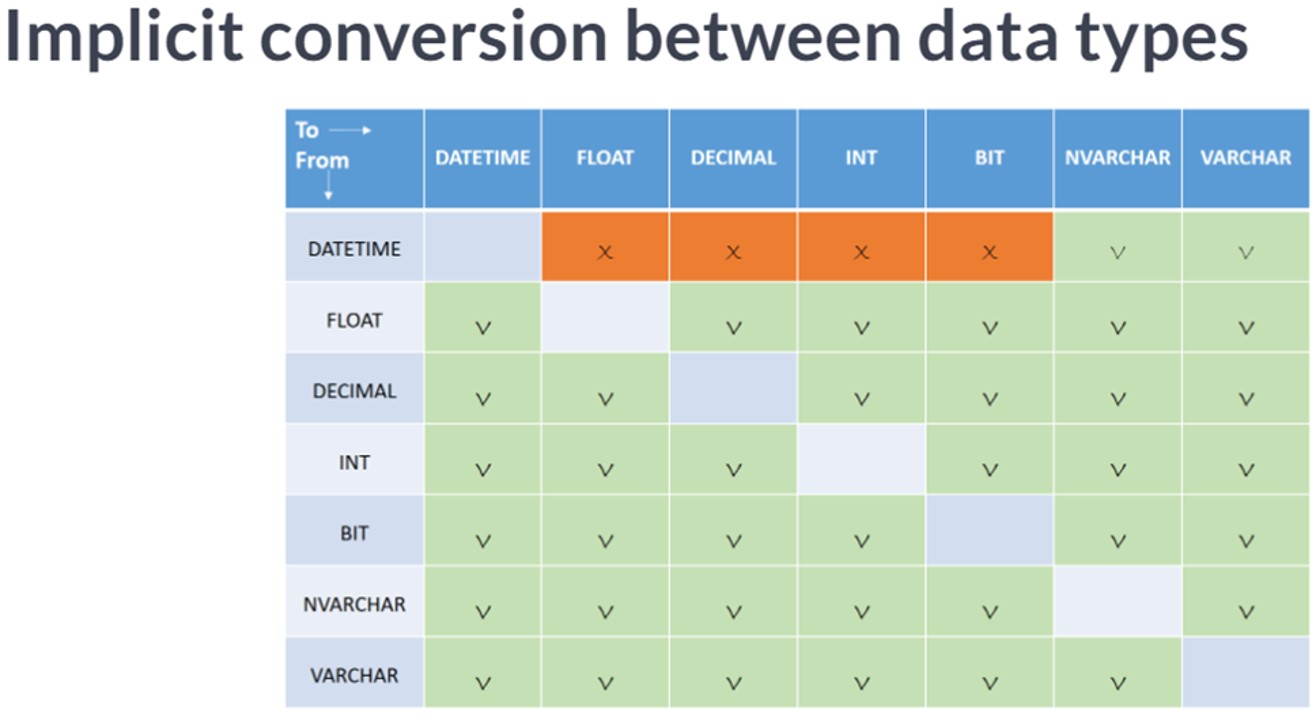 Implicit conversion between data types
To
From
DATETIME FLOAT DECIMAL INT BIT NVARCHAR VARCHAR
DATETIME x x x x v v
FLOAT v v v v v v
DECIMAL v v v v v v
INT v v v v v v
BIT v v v v v v
NVARCHAR v v v v v v
VARCHAR v v v v v v